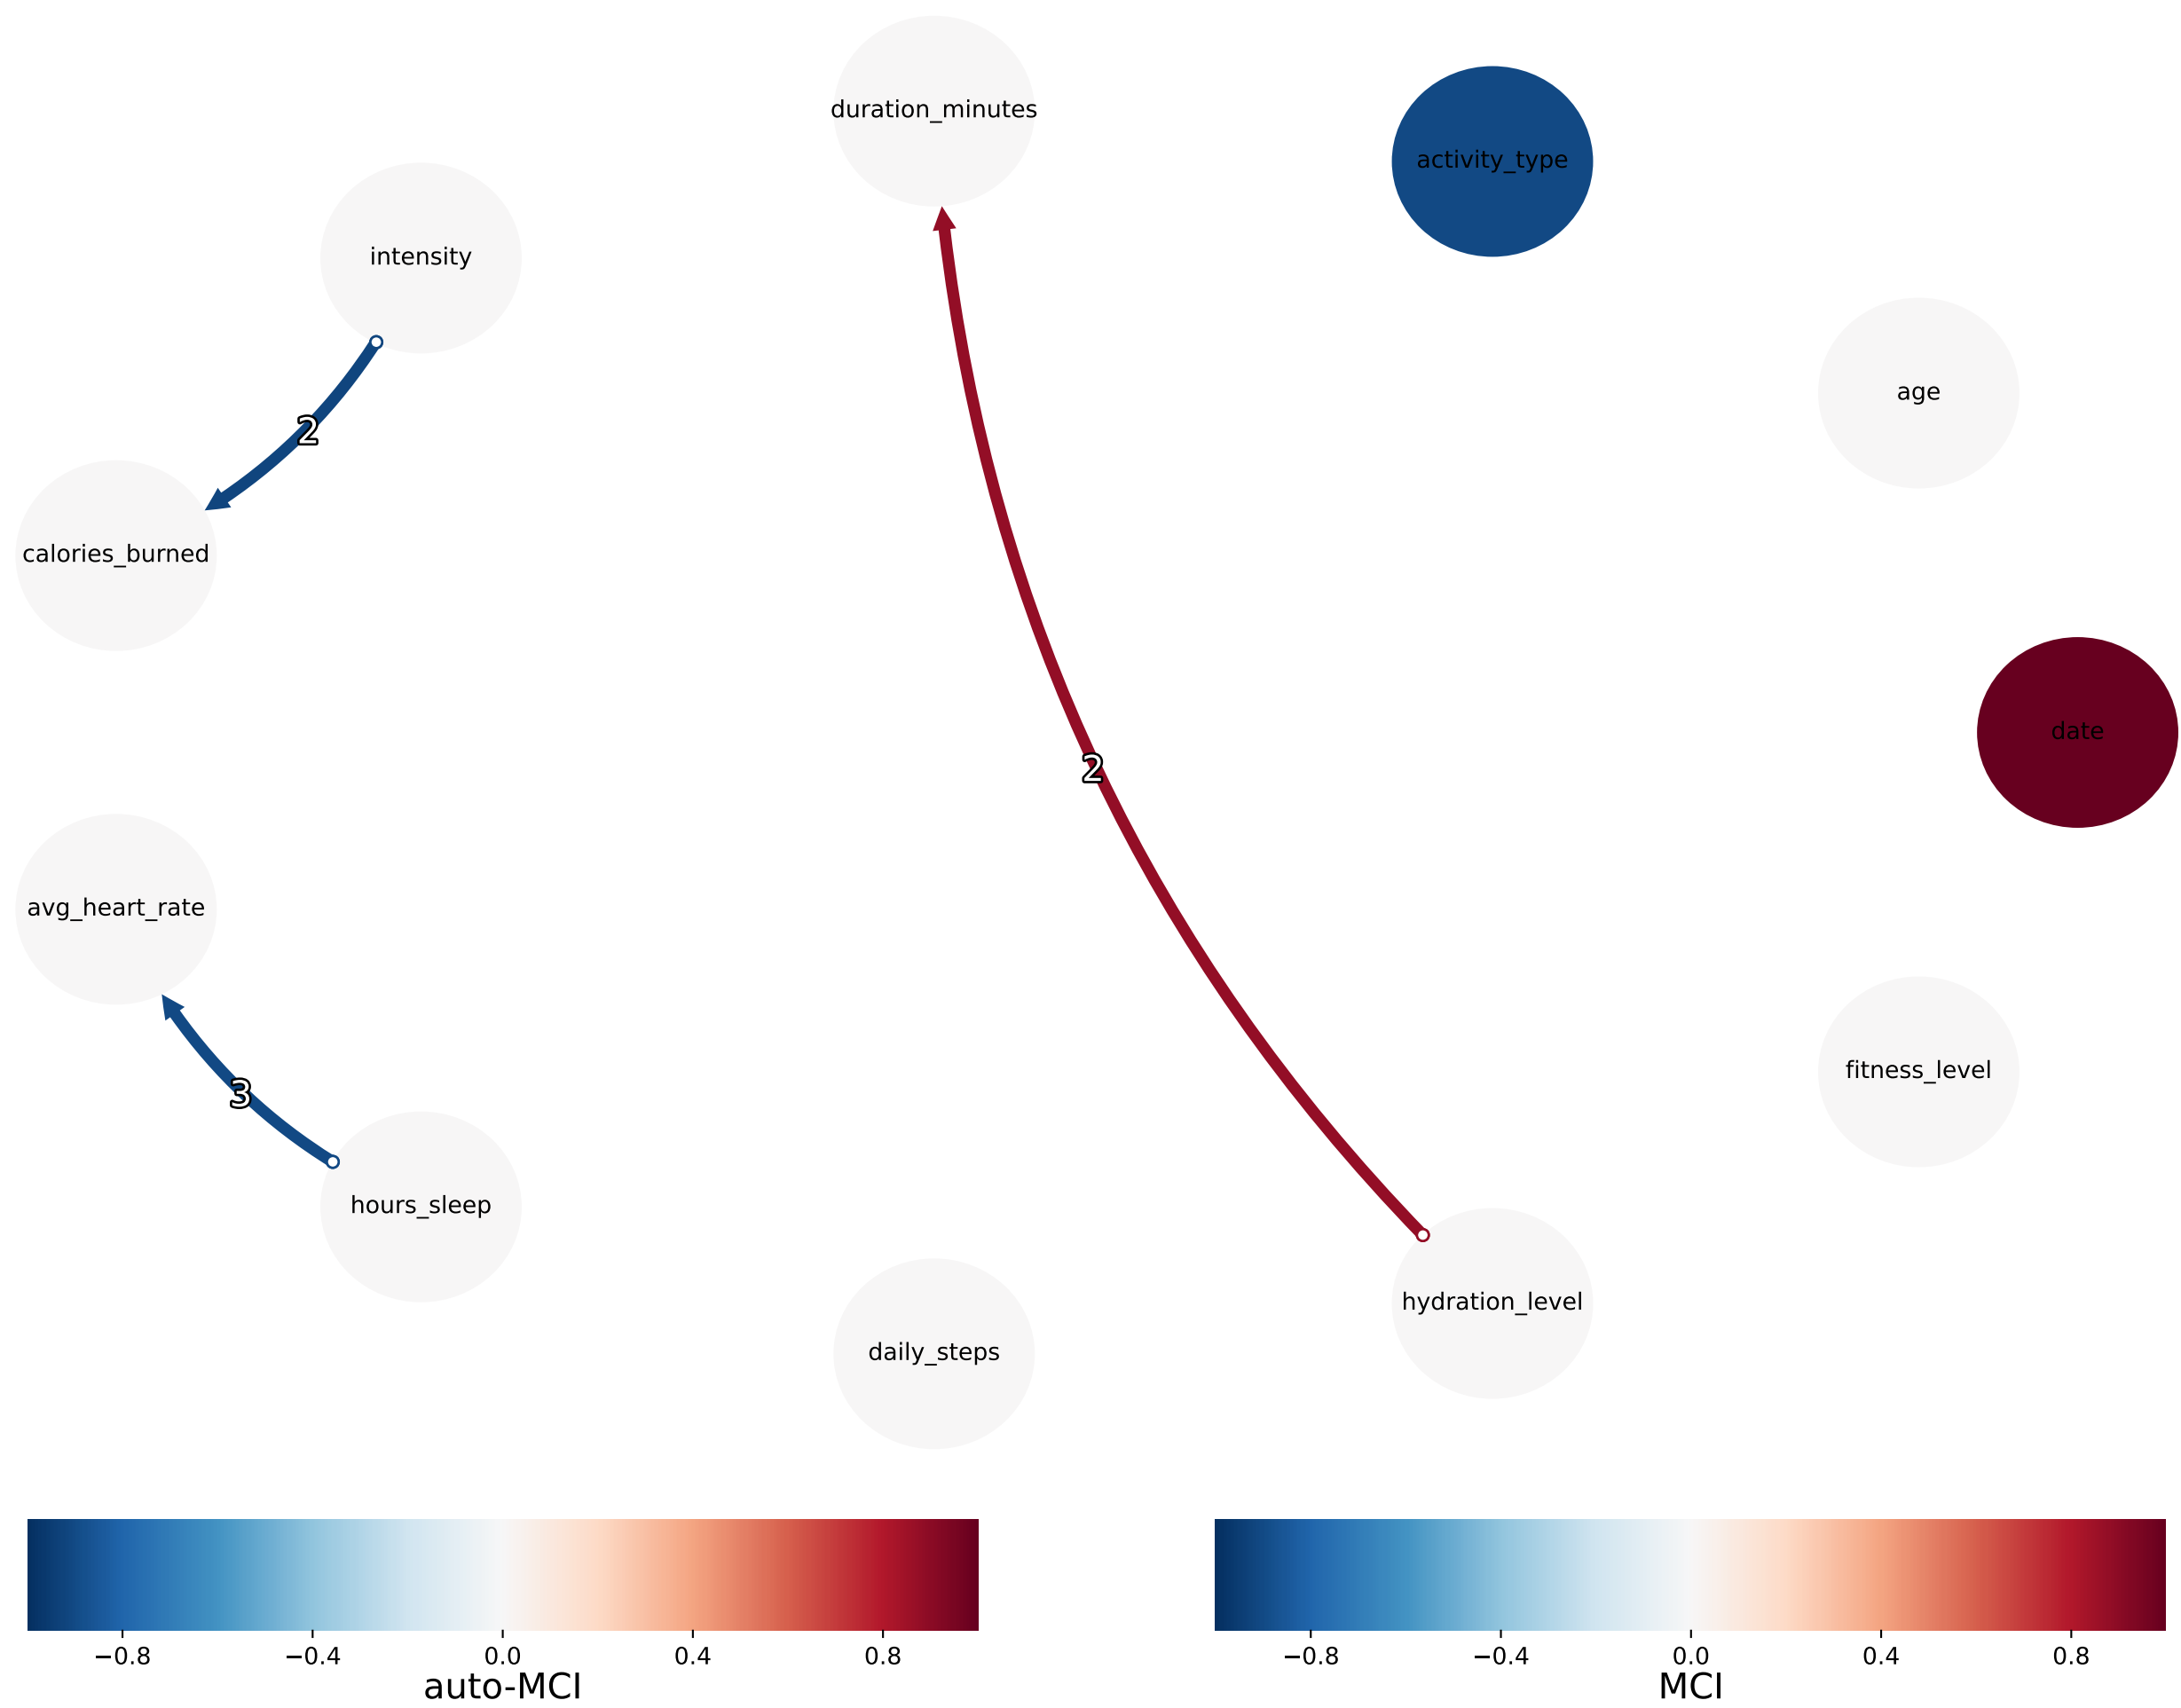 duration_minutes
activity_type
intensity
age
2
calories_burned
date
2
avg_heart_rate
fitness_level
3
hours_sleep
hydration_level
daily_steps
−0.8 −0.4 0.0 0.4 0.8
auto-MCI
−0.8 −0.4 0.0 0.4 0.8
MCI